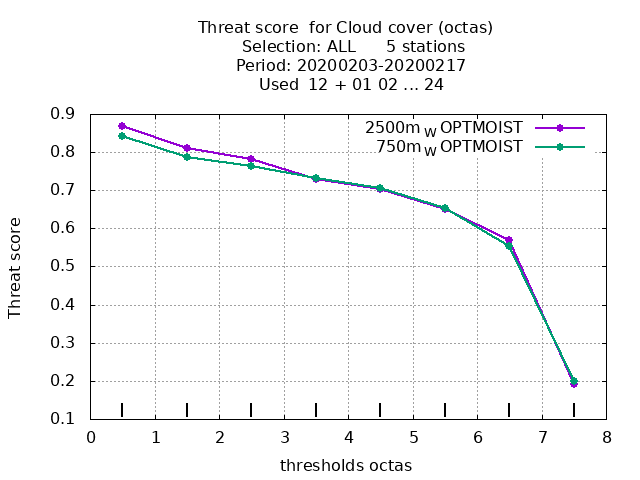 Threat score for Cloud cover (octas)
Selection: ALL 5 stations
Period: 20200203-20200217
Used 12 + 01 02 ... 24
2500m_W OPTMOIST
750m_W OPTMOIST
Threat score
0.9
0.8
0.7
0.6
0.5
0.4
0.3
0.2
0.1
0 1 2 3 4 5 6 7 8
thresholds octas